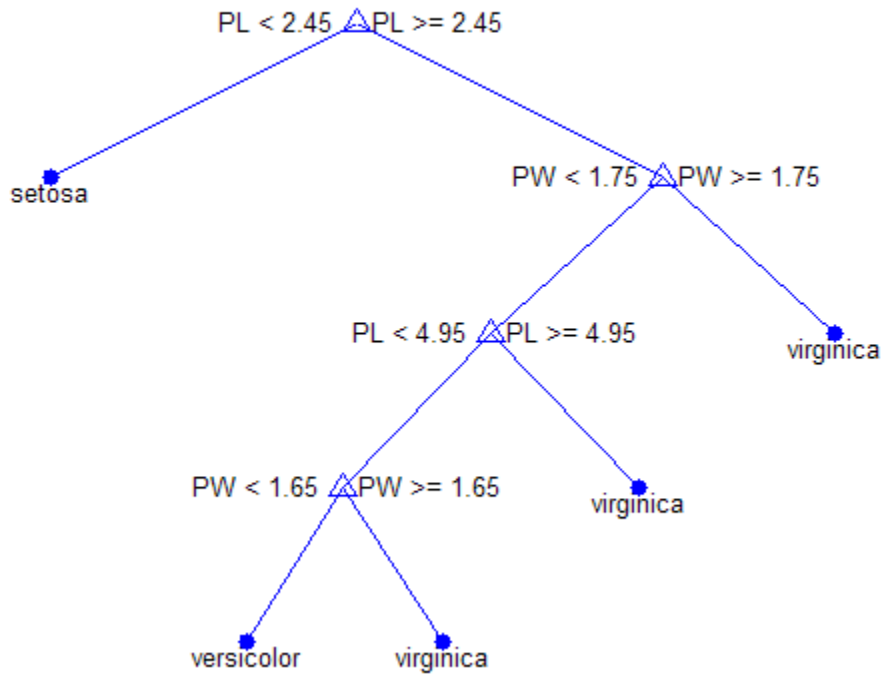 PL < 2.45 PL >= 2.45
setosa
PW < 1.75 PW >= 1.75
PL < 4.95 PL >= 4.95
virginica
PW < 1.65 PW >= 1.65
virginica
versicolor virginica